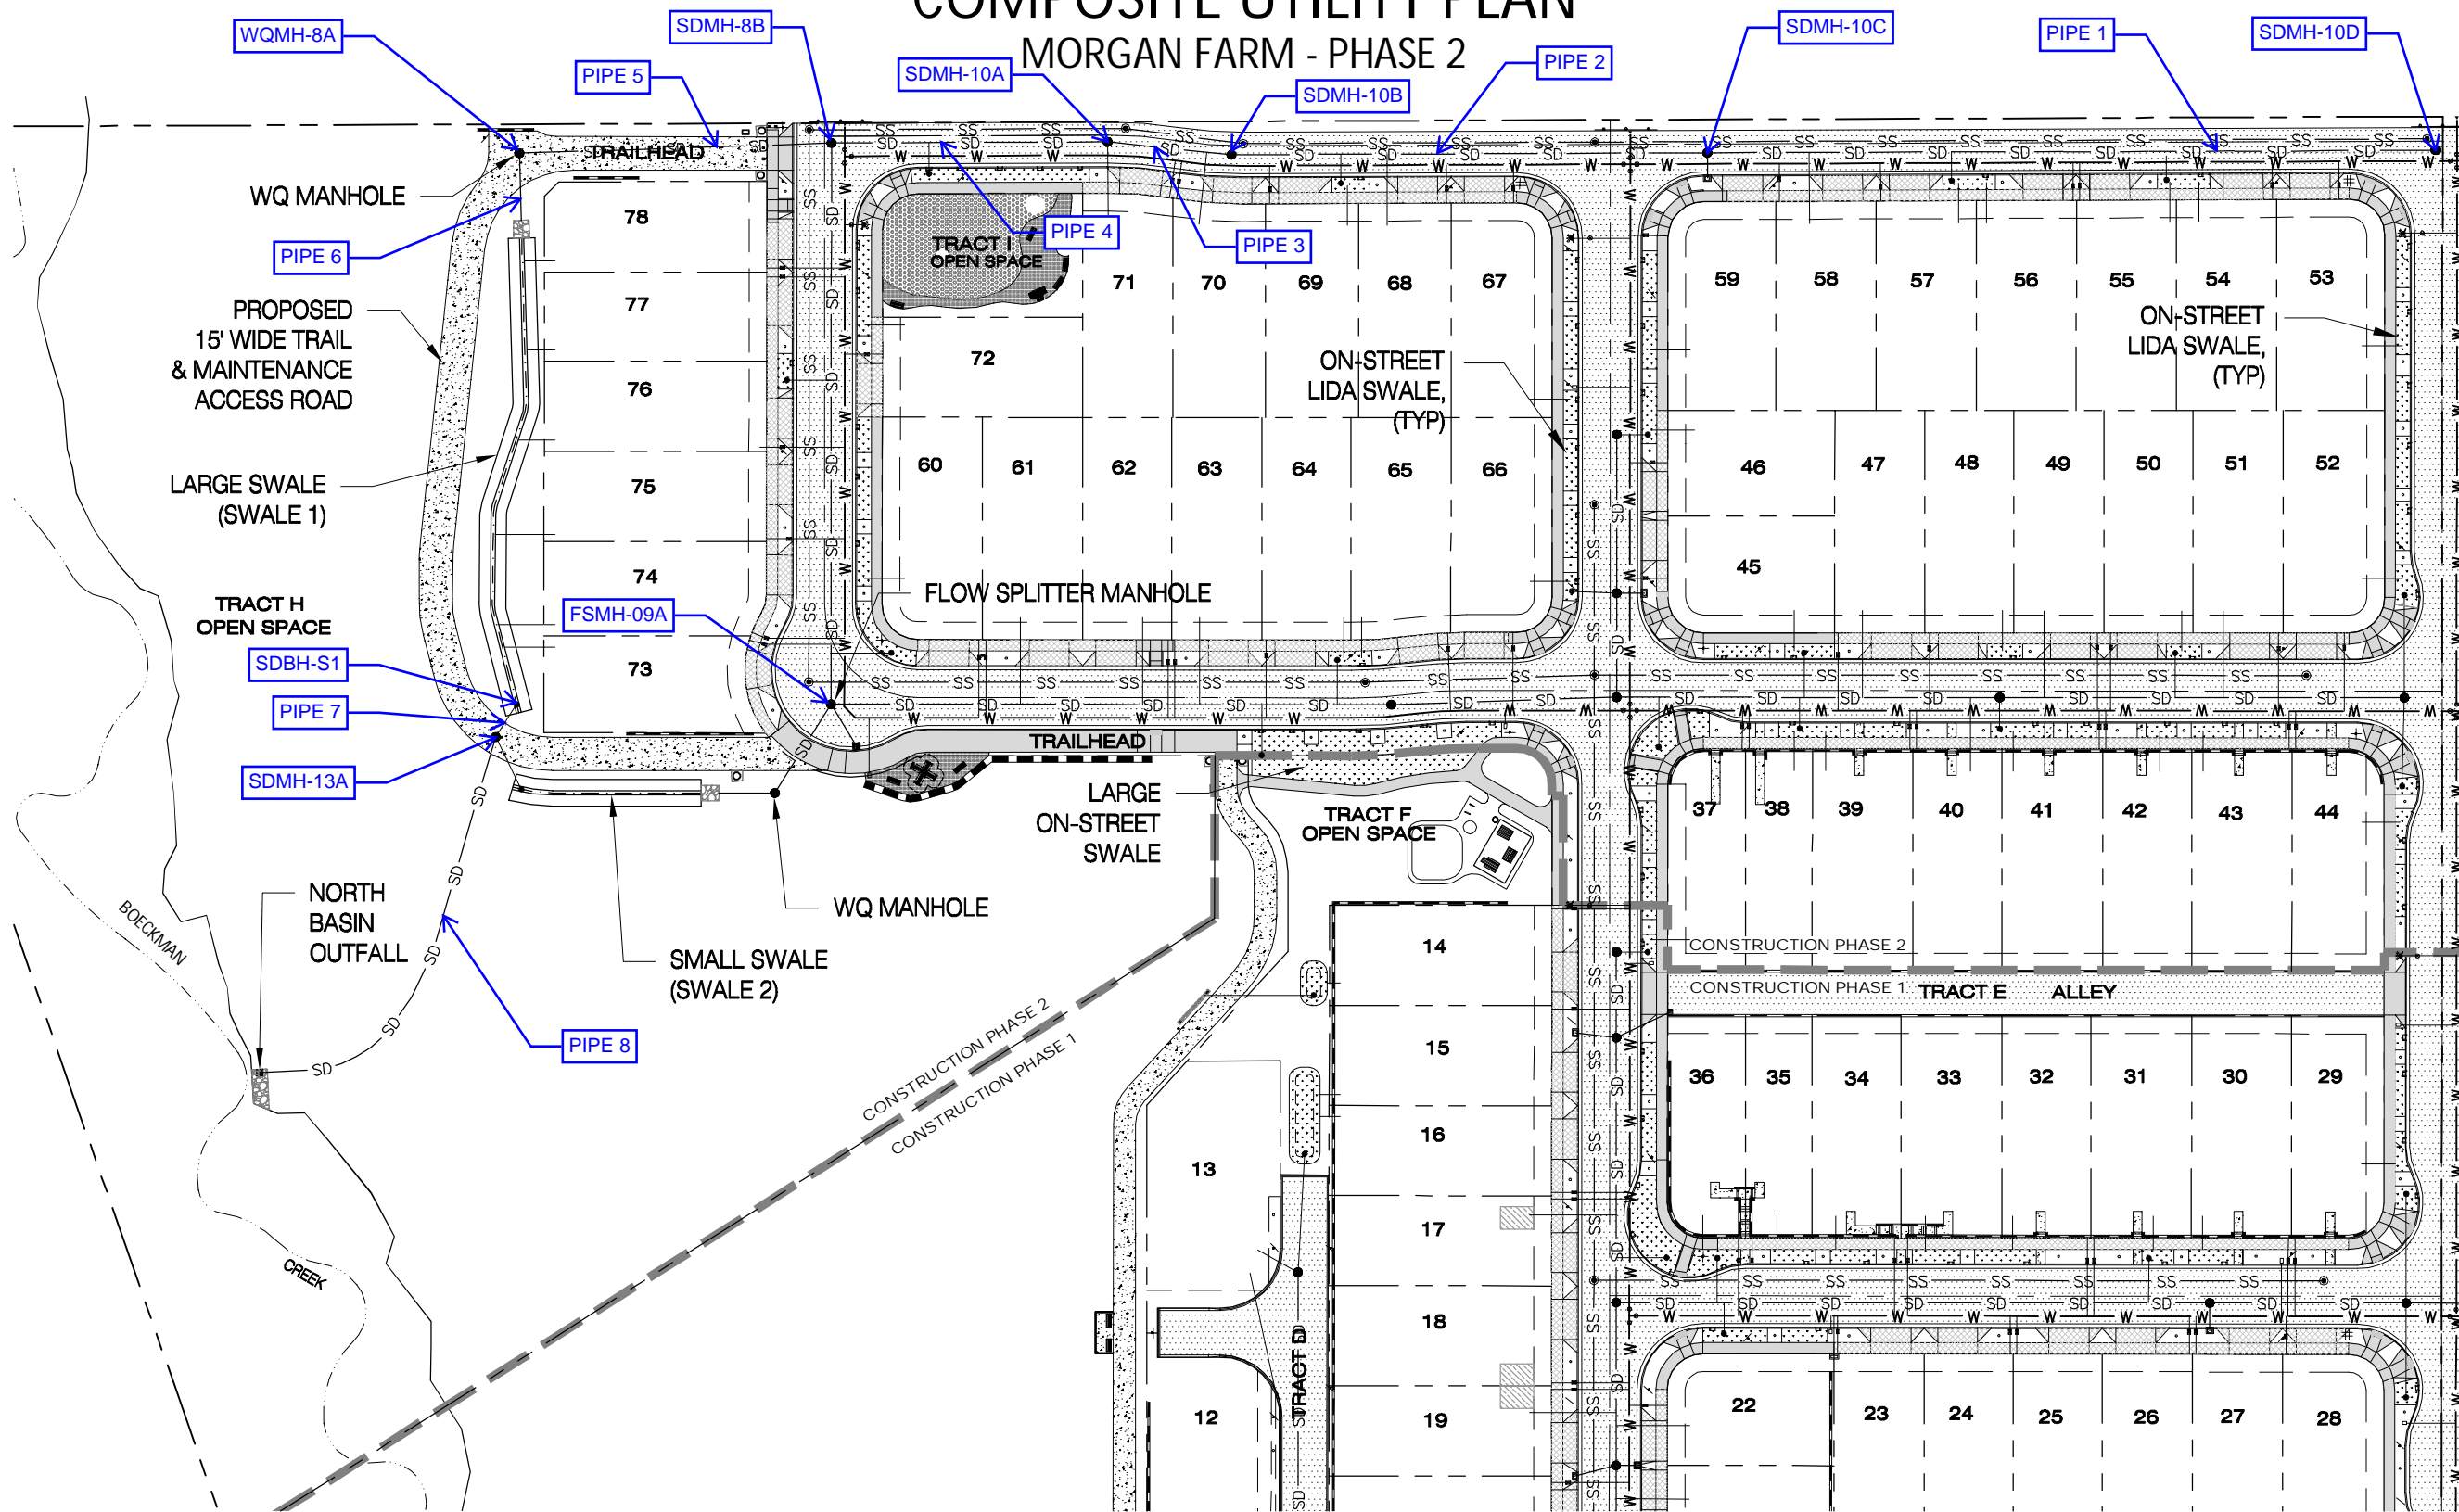 COMPOSITE UTILITY PLAN
MORGAN FARM - PHASE 2
WQMH-8A
PIPE 5
SDMH-8B
SDMH-10A
SDMH-10B
PIPE 2
SDMH-10C
PIPE 1
SDMH-10D
TRAILHEAD
WQ MANHOLE
PIPE 6
PIPE 4
PIPE 3
TRACT I
OPEN SPACE
PROPOSED
15' WIDE TRAIL
& MAINTENANCE
ACCESS ROAD
LARGE SWALE
(SWALE 1)
TRACT H
OPEN SPACE
78
77
76
75
74
73
71
70
69
68
67
72
60
61
62
63
64
65
66
ON-STREET
LIDA SWALE,
(TYP)
59
58
57
56
55
54
53
ON-STREET
LIDA SWALE,
(TYP)
46
47
48
49
50
51
52
45
FLOW SPLITTER MANHOLE
FSMH-09A
SDBH-S1
PIPE 7
SDMH-13A
TRAILHEAD
LARGE
ON-STREET
SWALE
TRACT F
OPEN SPACE
37
38
39
40
41
42
43
44
NORTH
BASIN
OUTFALL
WQ MANHOLE
SMALL SWALE
(SWALE 2)
PIPE 8
BOECKMAN
CREEK
CONSTRUCTION PHASE 2
CONSTRUCTION PHASE 1
CONSTRUCTION PHASE 2
CONSTRUCTION PHASE 1
TRACT E ALLEY
14
15
16
17
18
19
13
12
TRACT D
36
35
34
33
32
31
30
29
22
23
24
25
26
27
28
SS
SD
W